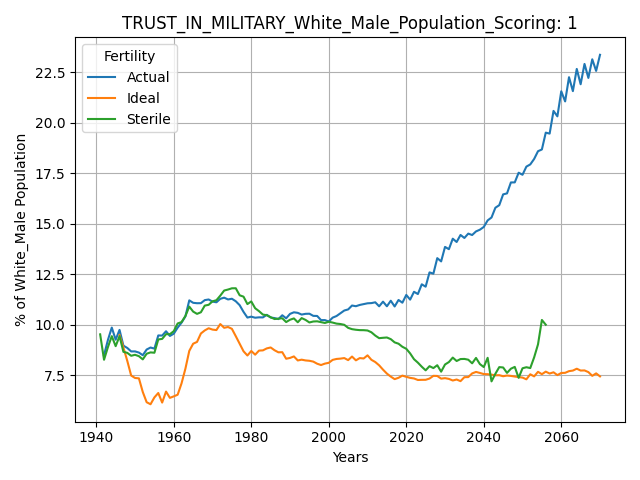 TRUST_IN_MILITARY_White_Male_Population_Scoring: 1
Fertility
Actual
Ideal
Sterile
% of White_Male Population
22.5
20.0
17.5
15.0
12.5
10.0
7.5
1940
1960
1980
2000
2020
2040
2060
Years